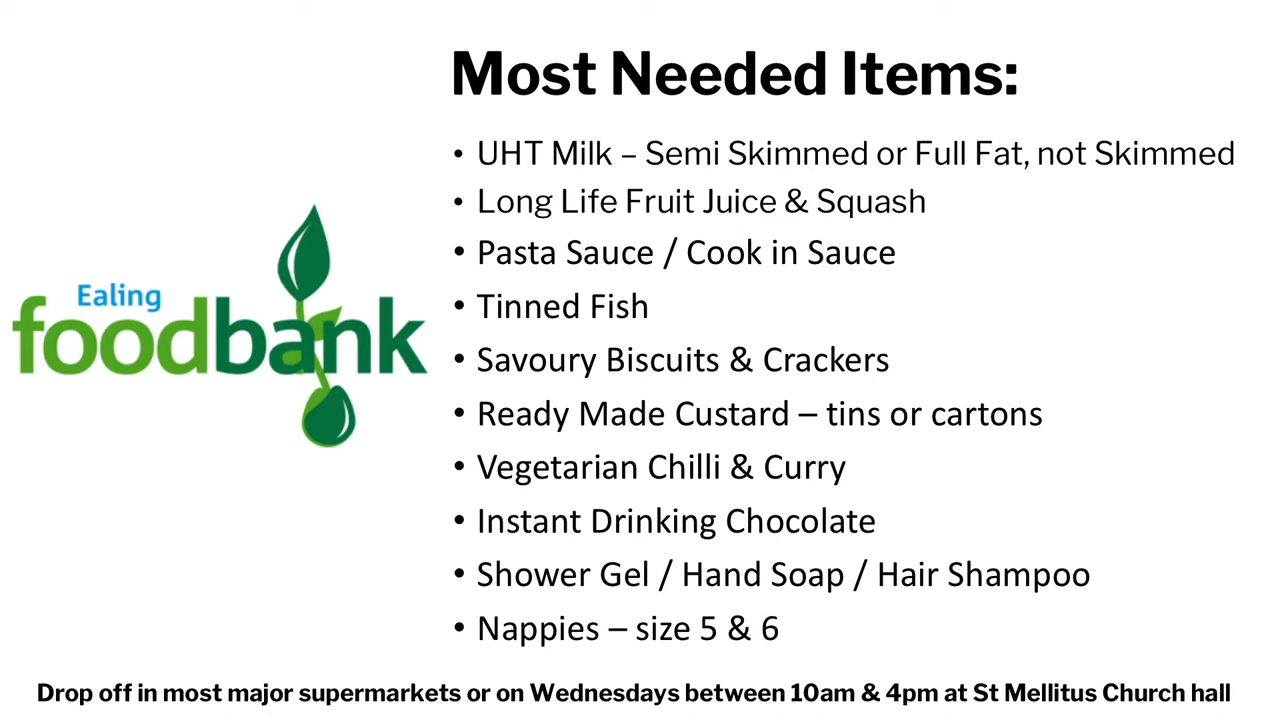 Most Needed Items:
• UHT Milk – Semi Skimmed or Full Fat, not Skimmed
• Long Life Fruit Juice & Squash
• Pasta Sauce / Cook in Sauce
• Tinned Fish
• Savoury Biscuits & Crackers
• Ready Made Custard – tins or cartons
• Vegetarian Chilli & Curry
• Instant Drinking Chocolate
• Shower Gel / Hand Soap / Hair Shampoo
• Nappies – size 5 & 6
Ealing
foodbank
Drop off in most major supermarkets or on Wednesdays between 10am & 4pm at St Mellitus Church hall